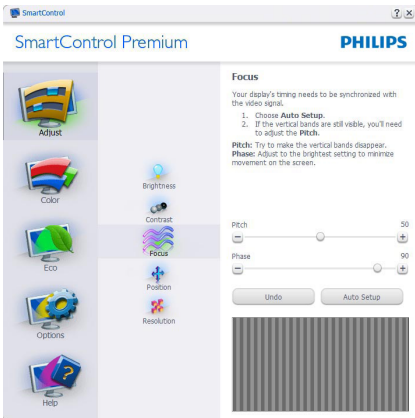 SmartControl
SmartControl Premium
PHILIPS
Adjust
Color
Eco
Options
Help
Brightness
Contrast
Focus
Position
Resolution
Focus
Your display's timing needs to be synchronized with
the video signal.
1. Choose Auto Setup.
2. If the vertical bands are still visible, you'll need
to adjust the Pitch.
Pitch: Try to make the vertical bands disappear.
Phase: Adjust to the brightest setting to minimize
movement on the screen.
Pitch 50
Phase 90
Undo Auto Setup